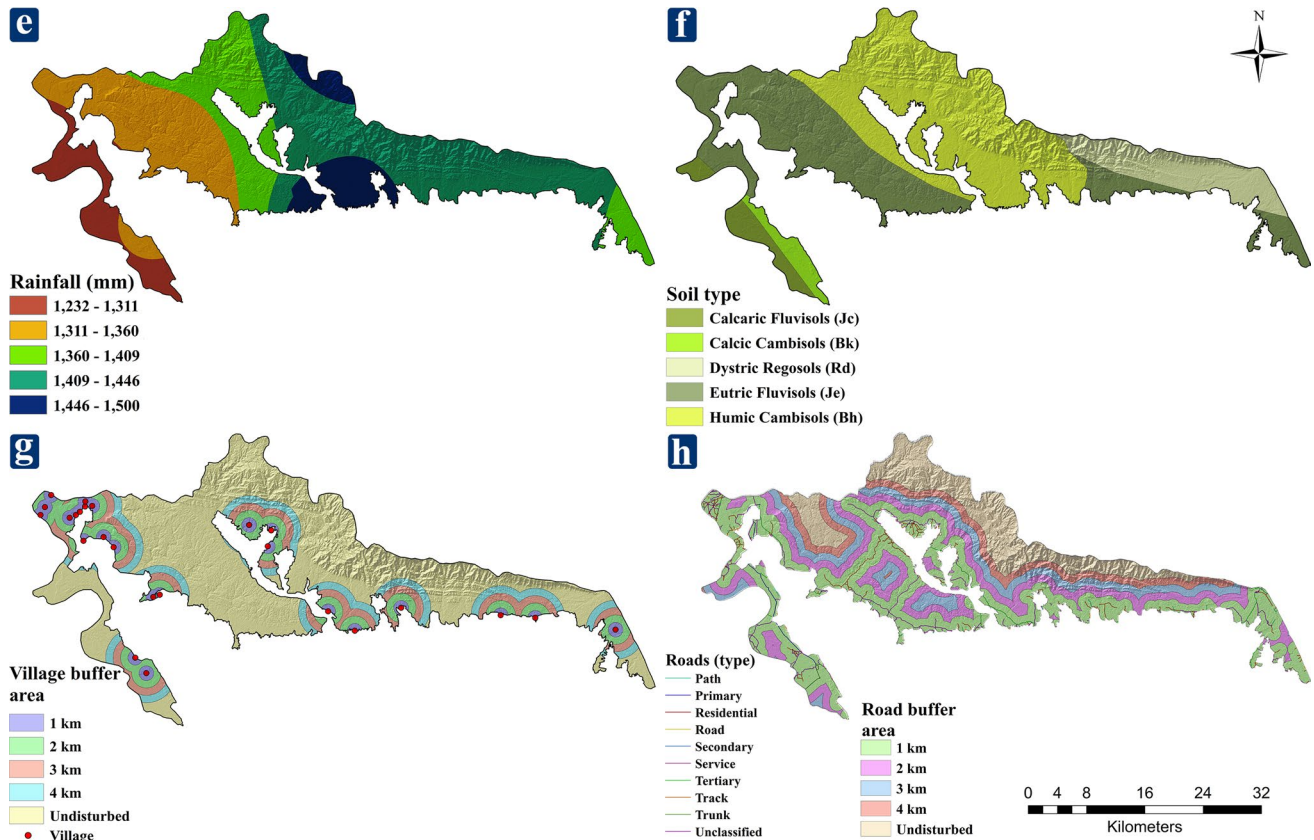 e
Rainfall (mm)
1,232 - 1,311
1,311 - 1,360
1,360 - 1,409
1,409 - 1,446
1,446 - 1,500
f
N
Soil type
Calcaric Fluvisols (Jc)
Calcic Cambisols (Bk)
Dystric Regosols (Rd)
Eutric Fluvisols (Je)
Humic Cambisols (Bh)
g
Village buffer
area
1 km
2 km
3 km
4 km
Undisturbed
Village
h
Roads (type)
Path
Primary
Residential
Road
Secondary
Service
Tertiary
Track
Trunk
Unclassified
Road buffer
area
1 km
2 km
3 km
4 km
Undisturbed
0 4 8 16 24 32
Kilometers